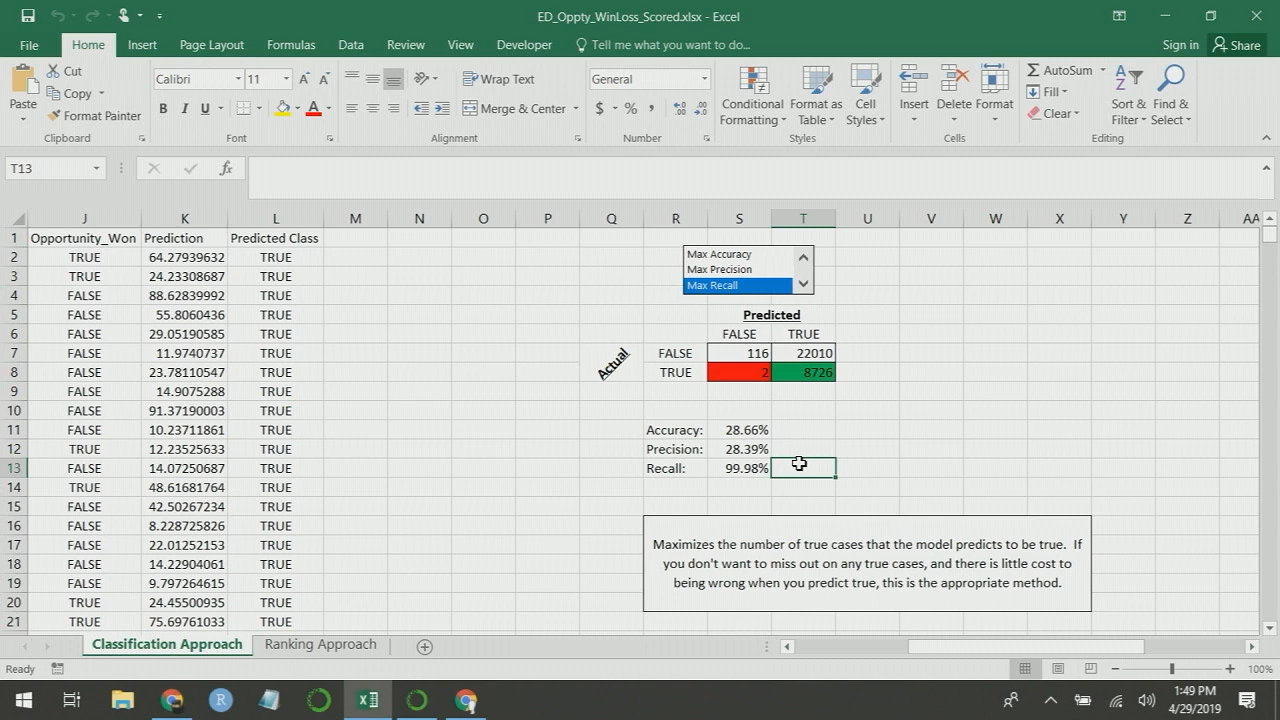 ED_Oppty_WinLoss_Scored.xlsx - Excel
File Home Insert Page Layout Formulas Data Review View Developer Tell me what you want to do... Sign in Share
Cut
Copy
Format Painter
Paste
Clipboard
Calibri 11
Font
Wrap Text
Merge & Center
Alignment
General
Number
Conditional Formatting
Format as Table
Cell Styles
Styles
Insert Delete Format
Cells
AutoSum
Fill
Clear
Sort & Filter
Find & Select
Editing
T13
fx
J K L M N O P Q R S T U V W X Y Z AA
1 Opportunity_Won Prediction Predicted Class
2 TRUE 64.27939632 TRUE Max Accuracy
3 TRUE 24.23308687 TRUE Max Precision
4 FALSE 88.62839992 TRUE Max Recall
5 FALSE 55.8060436 TRUE Predicted
6 FALSE 29.05190585 TRUE FALSE TRUE
7 FALSE 11.9740737 TRUE Actual FALSE 116 22010
8 FALSE 23.78110547 TRUE TRUE 2 8726
9 FALSE 14.9075288 TRUE
10 FALSE 91.37190003 TRUE
11 FALSE 10.23711861 TRUE Accuracy: 28.66%
12 TRUE 12.23525633 TRUE Precision: 28.39%
13 FALSE 14.07250687 TRUE Recall: 99.98%
14 TRUE 48.61681764 TRUE
15 FALSE 42.50267234 TRUE
16 FALSE 8.228725826 TRUE
17 FALSE 22.01252153 TRUE
18 FALSE 14.22904061 TRUE
19 FALSE 9.797264615 TRUE
20 TRUE 24.45500935 TRUE
21 TRUE 75.69761033 TRUE
Maximizes the number of true cases that the model predicts to be true. If
you don't want to miss out on any true cases, and there is little cost to
being wrong when you predict true, this is the appropriate method.
Classification Approach Ranking Approach
Ready 100%
1:49 PM
4/29/2019